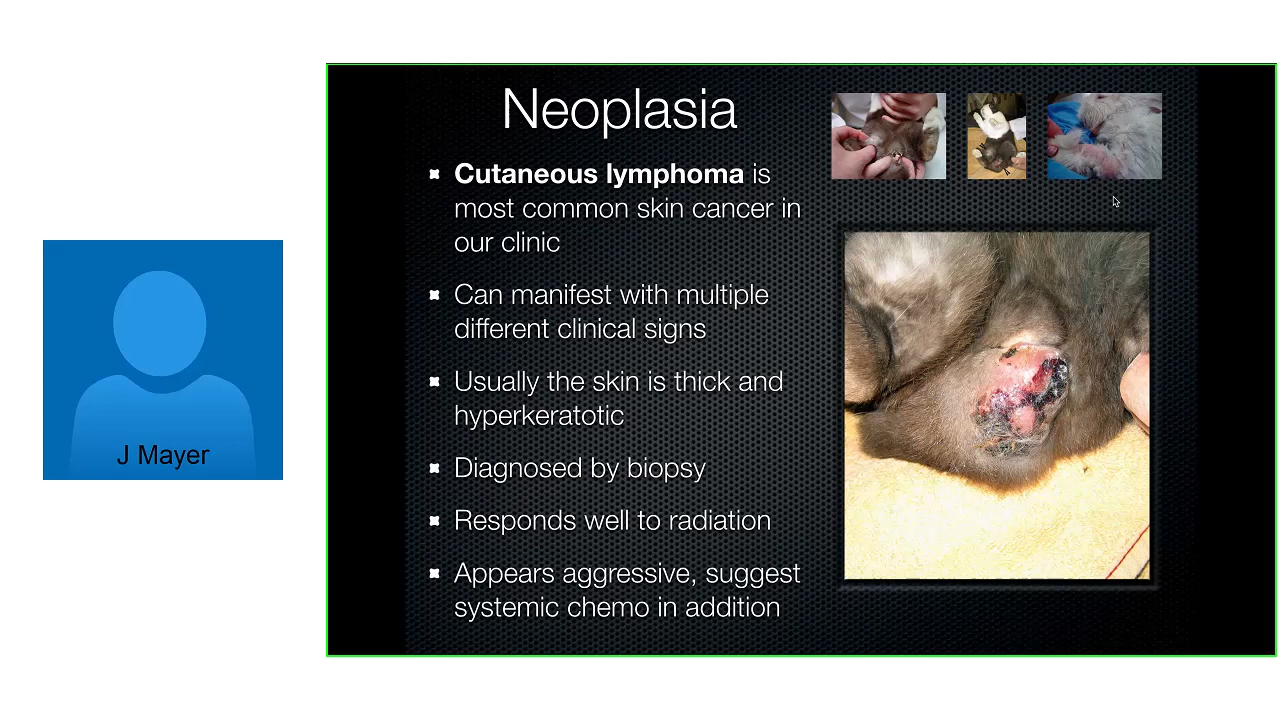 Neoplasia
Cutaneous lymphoma is
most common skin cancer in
our clinic
Can manifest with multiple
different clinical signs
Usually the skin is thick and
hyperkeratotic
Diagnosed by biopsy
Responds well to radiation
Appears aggressive, suggest
systemic chemo in addition
J Mayer